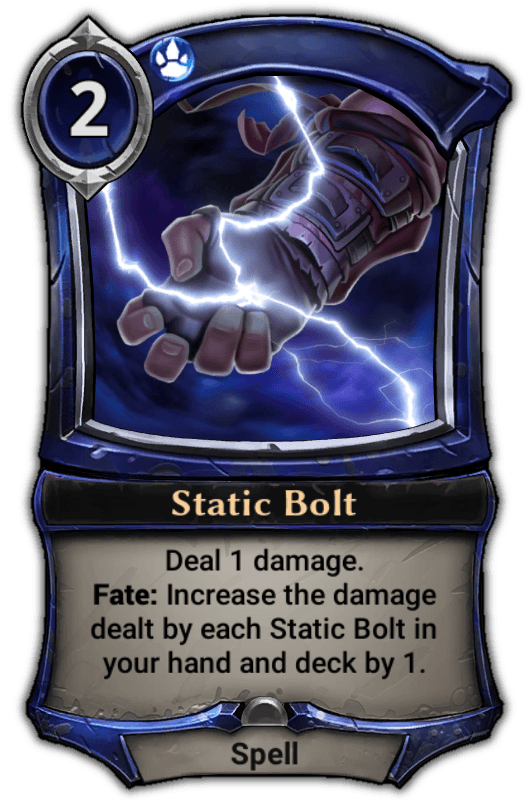 2
Static Bolt
Deal 1 damage.
Fate: Increase the damage
dealt by each Static Bolt in
your hand and deck by 1.
Spell